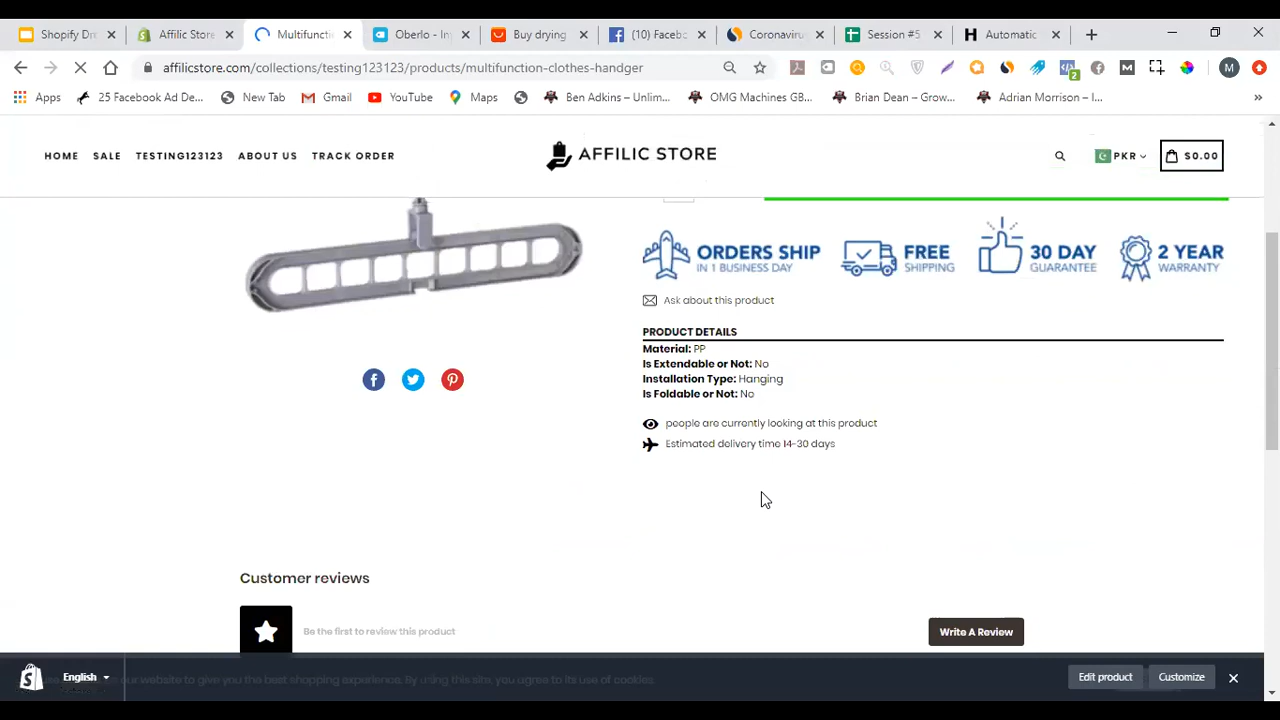 Shopify Dr
Affilic Store
Multifuncti
Oberlo - In
Buy drying
(10) Faceb
Coronaviru
Session #5
Automatic
affilicstore.com/collections/testing123123/products/multifunction-clothes-handger
2
M
M
Apps
25 Facebook Ad De...
New Tab
Gmail
YouTube
Maps
Ben Adkins – Unlim...
OMG Machines GB...
Brian Dean – Grow...
Adrian Morrison – I...
»
HOME
SALE
TESTING123123
ABOUT US
TRACK ORDER
AFFILIC STORE
PKR
$0.00
ORDERS SHIP
IN 1 BUSINESS DAY
FREE
SHIPPING
30 DAY
GUARANTEE
2 YEAR
WARRANTY
Ask about this product
PRODUCT DETAILS
Material: PP
Is Extendable or Not: No
Installation Type: Hanging
Is Foldable or Not: No
people are currently looking at this product
Estimated delivery time 14-30 days
Customer reviews
Be the first to review this product
Write A Review
English
our website to give you the best shopping experience. By using this site, you agree to its use of cookies.
Edit product
Customize